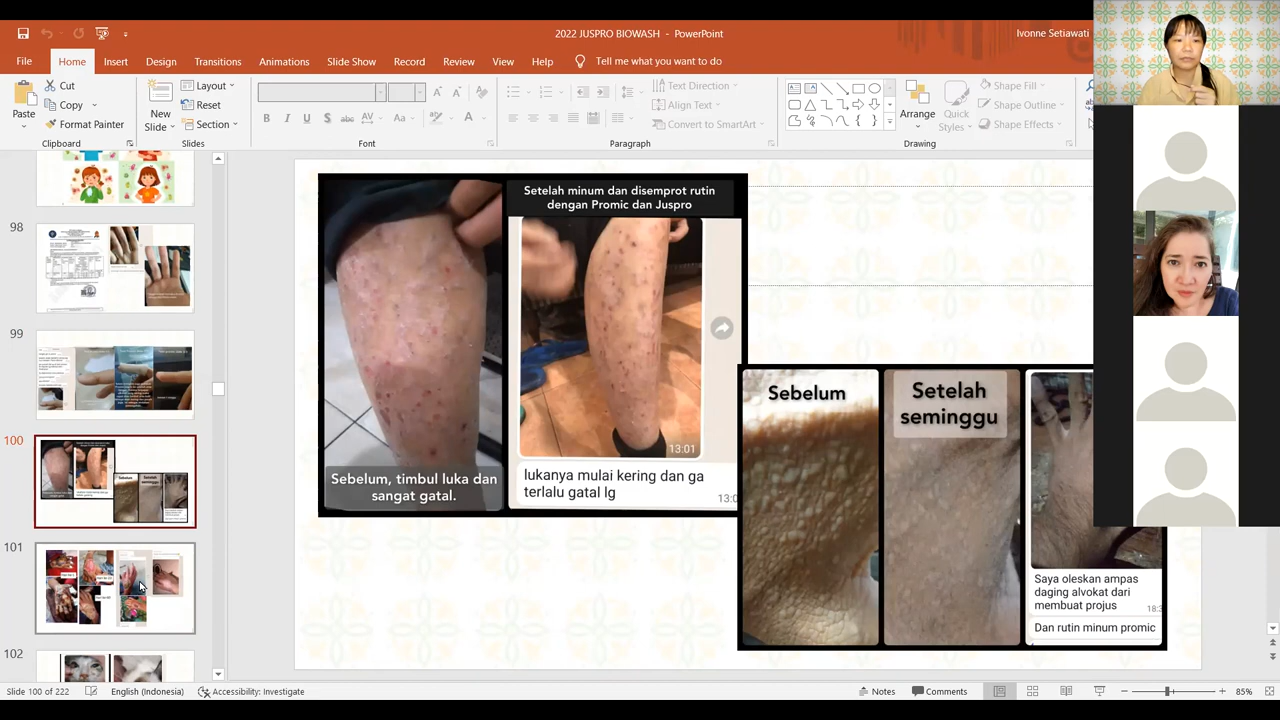 2022 JUSPRO BIOWASH - PowerPoint
Ivonne Setiawati
File
Home
Insert
Design
Transitions
Animations
Slide Show
Record
Review
View
Help
Tell me what you want to do
Paste
Cut
Copy
Format Painter
Clipboard
New
Slide
Layout
Reset
Section
Slides
Font
Text Direction
Align Text
Convert to SmartArt
Paragraph
Arrange
Quick
Styles
Shape Fill
Shape Outline
Shape Effects
Drawing
98
99
100
101
102
Setelah minum dan disemprot rutin
dengan Promic dan Juspro
Sebelum, timbul luka dan
sangat gatal.
13:01
lukanya mulai kering dan ga
terlalu gatal lg
Sebelum
Setelah
seminggu
Saya oleskan ampas
daging alvokat dari
membuat projus
Dan rutin minum promic
Slide 100 of 222
English (Indonesia)
Accessibility: Investigate
Notes
Comments
85%